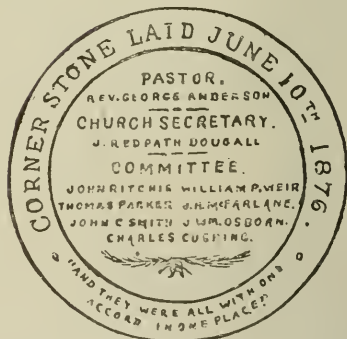 CORNER STONE LAID JUNE 10TH 1876.
PASTOR.
REV. GEORGE ANDERSON
CHURCH SECRETARY.
J. REDPATH DOUGALL
COMMITTEE.
JOHN RITCHIE WILLIAM P. WEIR
THOMAS PARKER J. H. McFARLANE.
JOHN C SMITH J WM. OSBORN.
CHARLES CUSHING.
"AND THEY WERE ALL WITH ONE
ACCORD IN ONE PLACE."